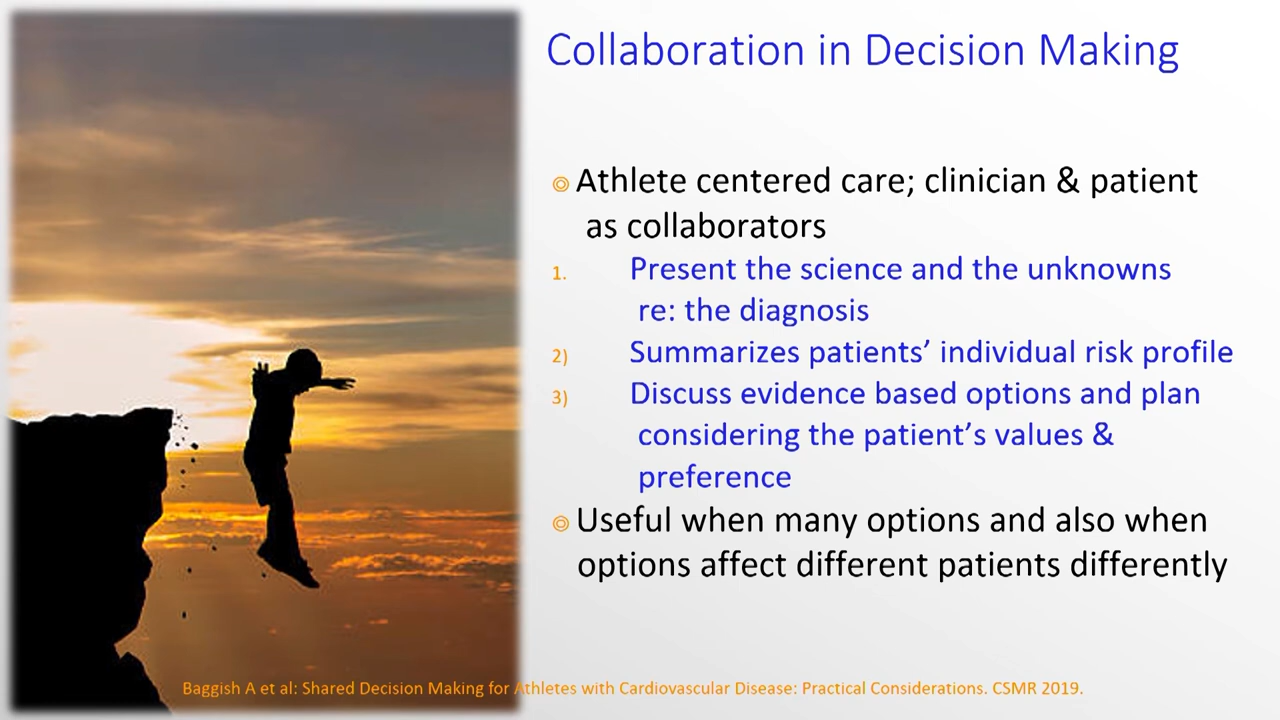 Collaboration in Decision Making
Athlete centered care; clinician & patient
as collaborators
1. Present the science and the unknowns
re: the diagnosis
2) Summarizes patients’ individual risk profile
3) Discuss evidence based options and plan
considering the patient’s values &
preference
Useful when many options and also when
options affect different patients differently
Baggish A et al: Shared Decision Making for Athletes with Cardiovascular Disease: Practical Considerations. CSMR 2019.